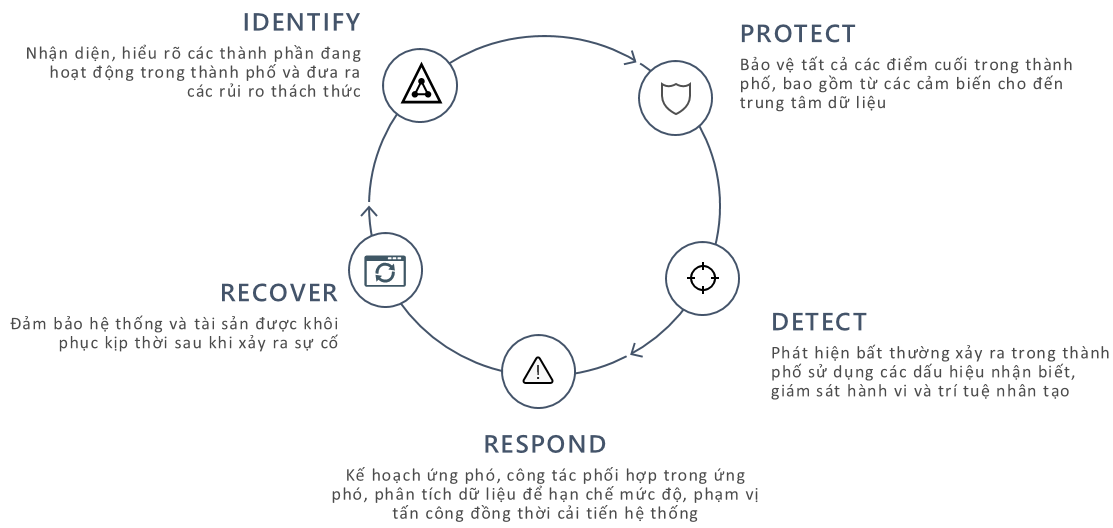 IDENTIFY
Nhận diện, hiểu rõ các thành phần đang
hoạt động trong thành phố và đưa ra
các rủi ro thách thức
PROTECT
Bảo vệ tất cả các điểm cuối trong thành
phố, bao gồm từ các cảm biến cho đến
trung tâm dữ liệu
DETECT
Phát hiện bất thường xảy ra trong thành
phố sử dụng các dấu hiệu nhận biết,
giám sát hành vi và trí tuệ nhân tạo
RESPOND
Kế hoạch ứng phó, công tác phối hợp trong ứng
phó, phân tích dữ liệu để hạn chế mức độ, phạm vị
tấn công đồng thời cải tiến hệ thống
RECOVER
Đảm bảo hệ thống và tài sản được khôi
phục kịp thời sau khi xảy ra sự cố